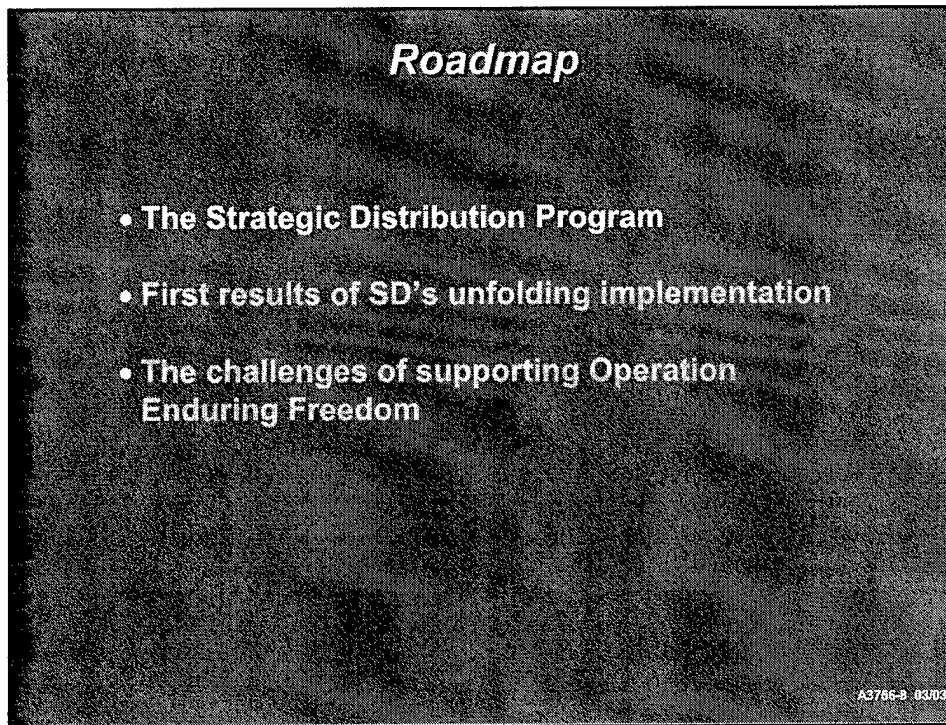 Roadmap
• The Strategic Distribution Program
• First results of SD's unfolding implementation
• The challenges of supporting Operation
Enduring Freedom
A3756-8 03/03